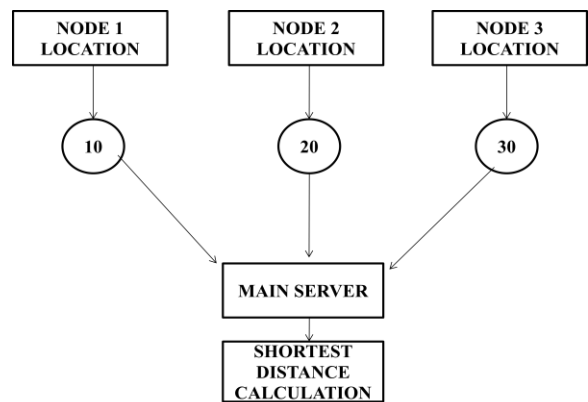 NODE 1
LOCATION
NODE 2
LOCATION
NODE 3
LOCATION
10
20
30
MAIN SERVER
SHORTEST
DISTANCE
CALCULATION